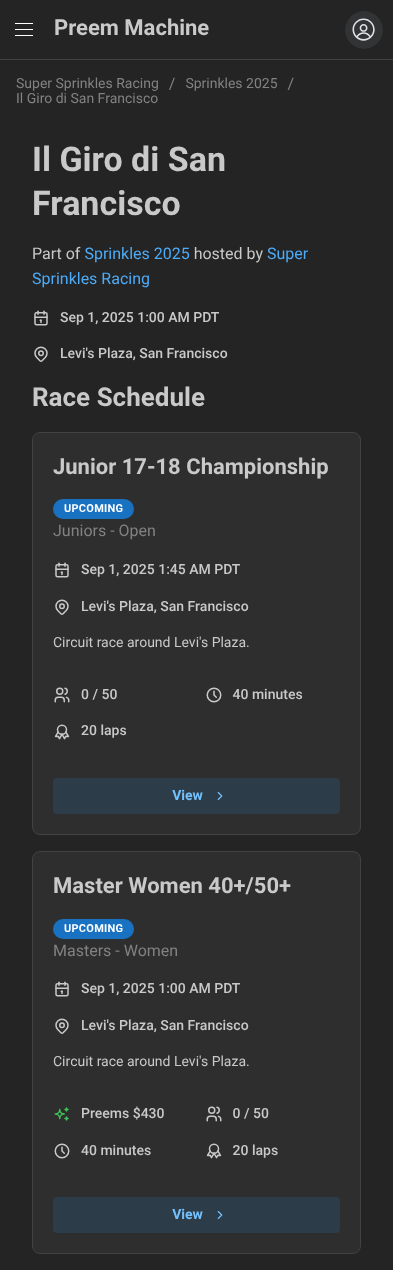 Preem Machine
Super Sprinkles Racing / Sprinkles 2025 /
Il Giro di San Francisco
Il Giro di San
Francisco
Part of Sprinkles 2025 hosted by Super
Sprinkles Racing
Sep 1, 2025 1:00 AM PDT
Levi's Plaza, San Francisco
Race Schedule
Junior 17-18 Championship
UPCOMING
Juniors - Open
Sep 1, 2025 1:45 AM PDT
Levi's Plaza, San Francisco
Circuit race around Levi's Plaza.
0 / 50 40 minutes
20 laps
View
Master Women 40+/50+
UPCOMING
Masters - Women
Sep 1, 2025 1:00 AM PDT
Levi's Plaza, San Francisco
Circuit race around Levi's Plaza.
Preems $430 0 / 50
40 minutes 20 laps
View